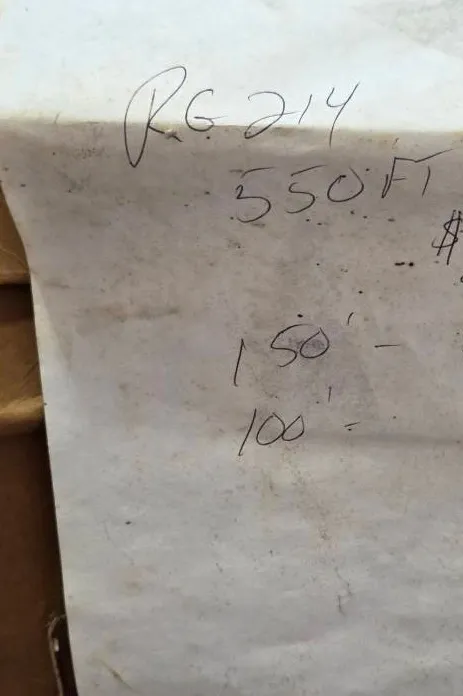 RG 214
550 FT
$
150' -
100' =